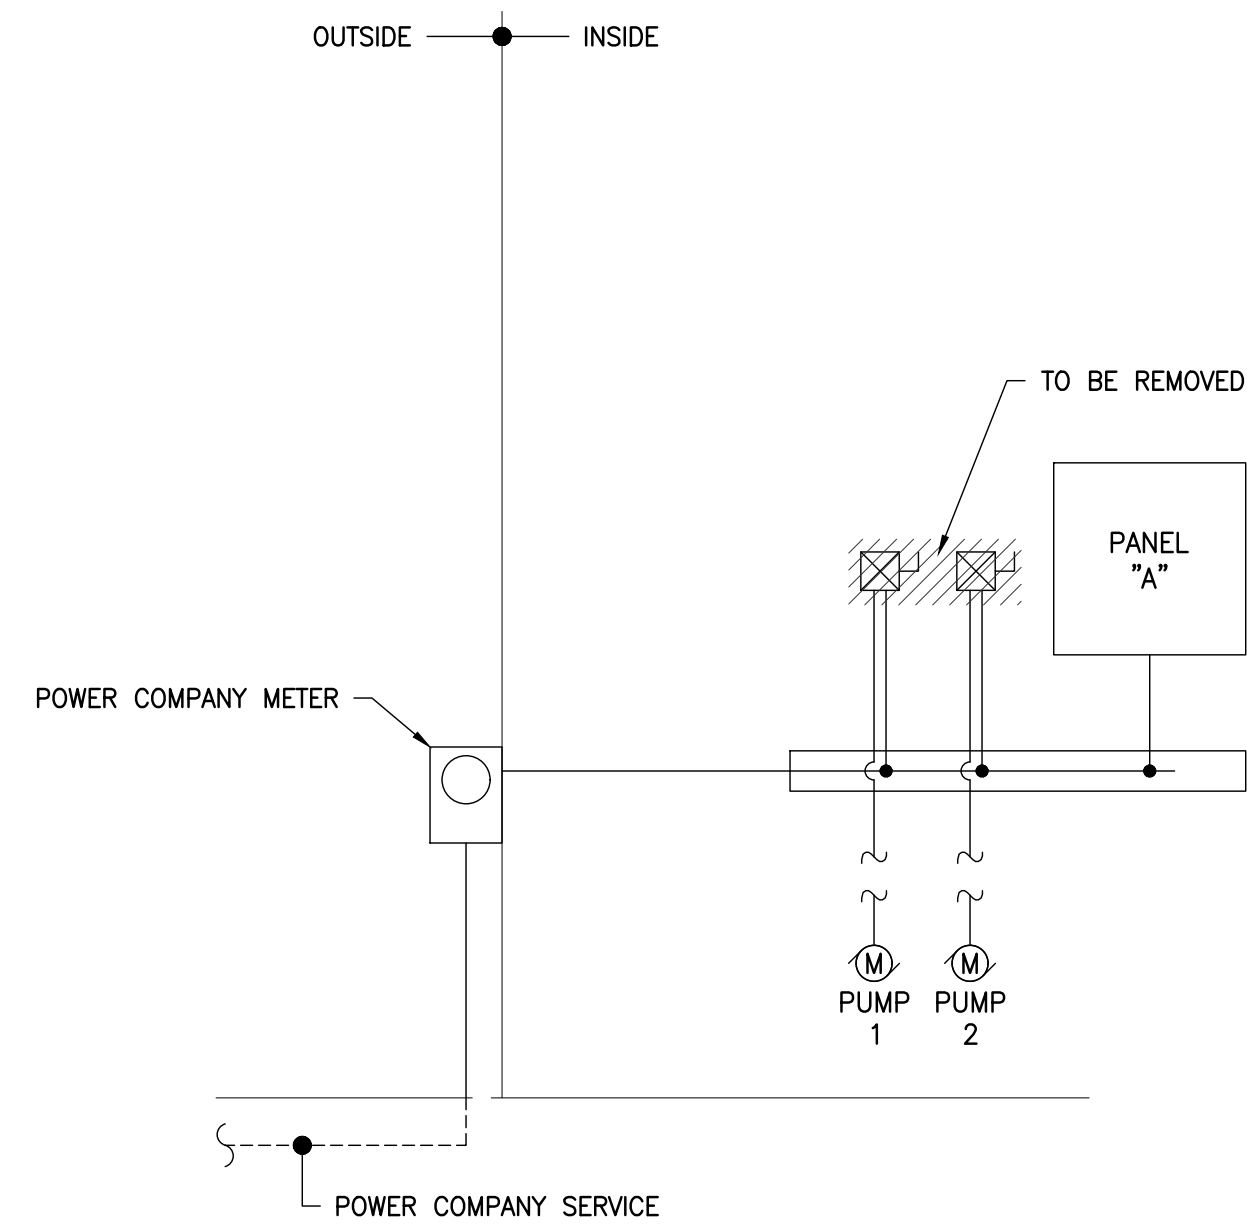 OUTSIDE
INSIDE
TO BE REMOVED
PANEL
"A"
POWER COMPANY METER
M
M
PUMP
1
PUMP
2
POWER COMPANY SERVICE